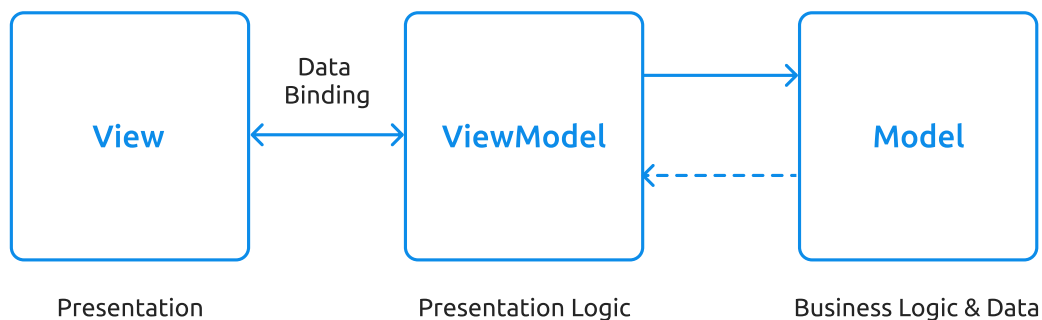 Data
Binding
View
ViewModel
Model
Presentation
Presentation Logic
Business Logic & Data